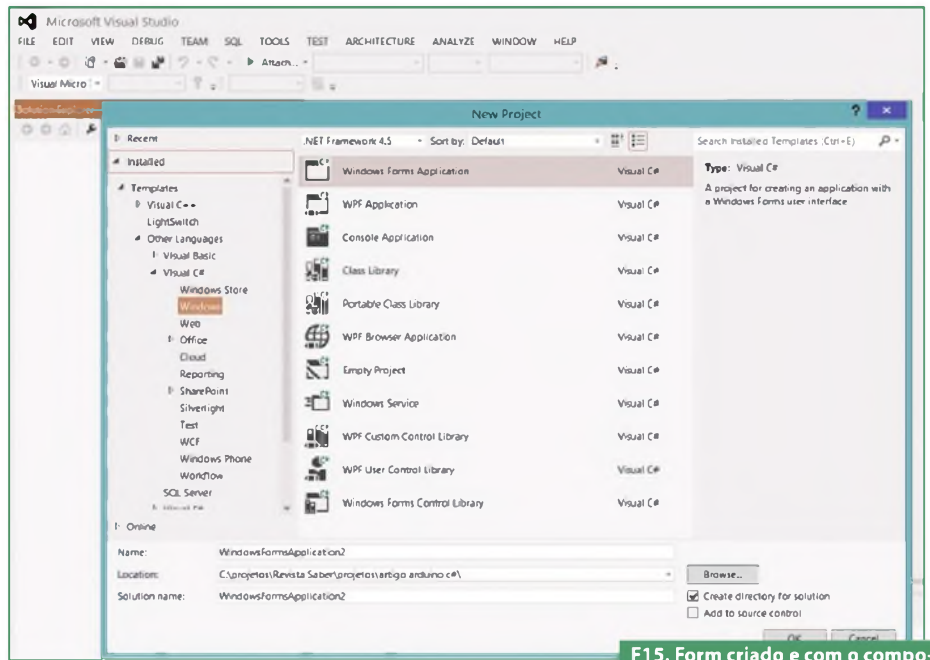 Microsoft Visual Studio
FILE EDIT VIEW DEBUG TEAM SQL TOOLS TEST ARCHITECTURE ANALYZE WINDOW HELP
Attach...
Visual Micro
New Project
?
Recent
.NET Framework 4.5 Sort by: Default
Search Installed Templates (Ctrl+E)
Installed
Templates
Visual C++
LightSwitch
Other Languages
Visual Basic
Visual C#
Windows Store
Windows
Web
Office
Cloud
Reporting
SharePoint
Silverlight
Test
WCF
Windows Phone
Workflow
SQL Server
Online
Windows Forms Application Visual C#
WPF Application Visual C#
Console Application Visual C#
Class Library Visual C#
Portable Class Library Visual C#
WPF Browser Application Visual C#
Empty Project Visual C#
Windows Service Visual C#
WPF Custom Control Library Visual C#
WPF User Control Library Visual C#
Windows Forms Control Library Visual C#
Type: Visual C#
A project for creating an application with
a Windows Forms user interface
Name: WindowsFormsApplication2
Location: C:\projetos\Revista Saber\projetos\artigo arduino c#\
Browse...
Solution name: WindowsFormsApplication2
Create directory for solution
Add to source control
OK Cancel
F15. Form criado e com o compo-